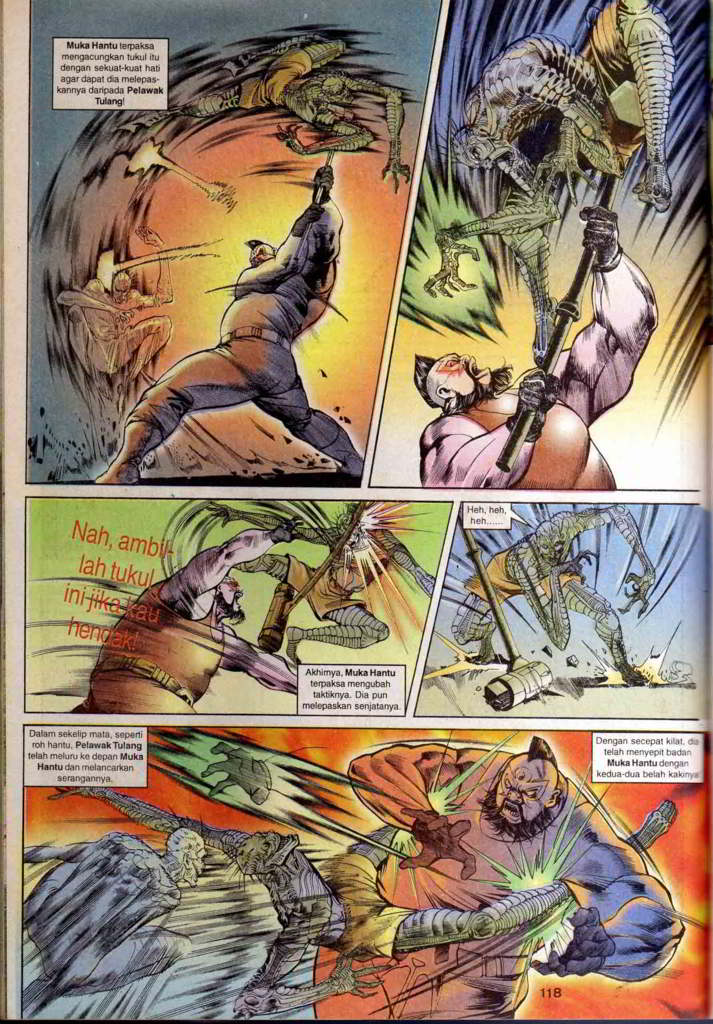 Muka Hantu terpaksa
mengacungkan tukul itu
dengan sekuat-kuat hati
agar dapat dia melepas-
kannya daripada Pelawak
Tulang!
Nah, ambil-
lah tukul
ini jika kau
hendak!
Akhirnya, Muka Hantu
terpaksa mengubah
taktiknya. Dia pun
melepaskan senjatanya.
Heh, heh,
heh......
Dalam sekelip mata, seperti
roh hantu, Pelawak Tulang
telah meluru ke depan Muka
Hantu dan melancarkan
serangannya.
Dengan secepat kilat, dia
telah menyepit badan
Muka Hantu dengan
kedua-dua belah kakinya
118